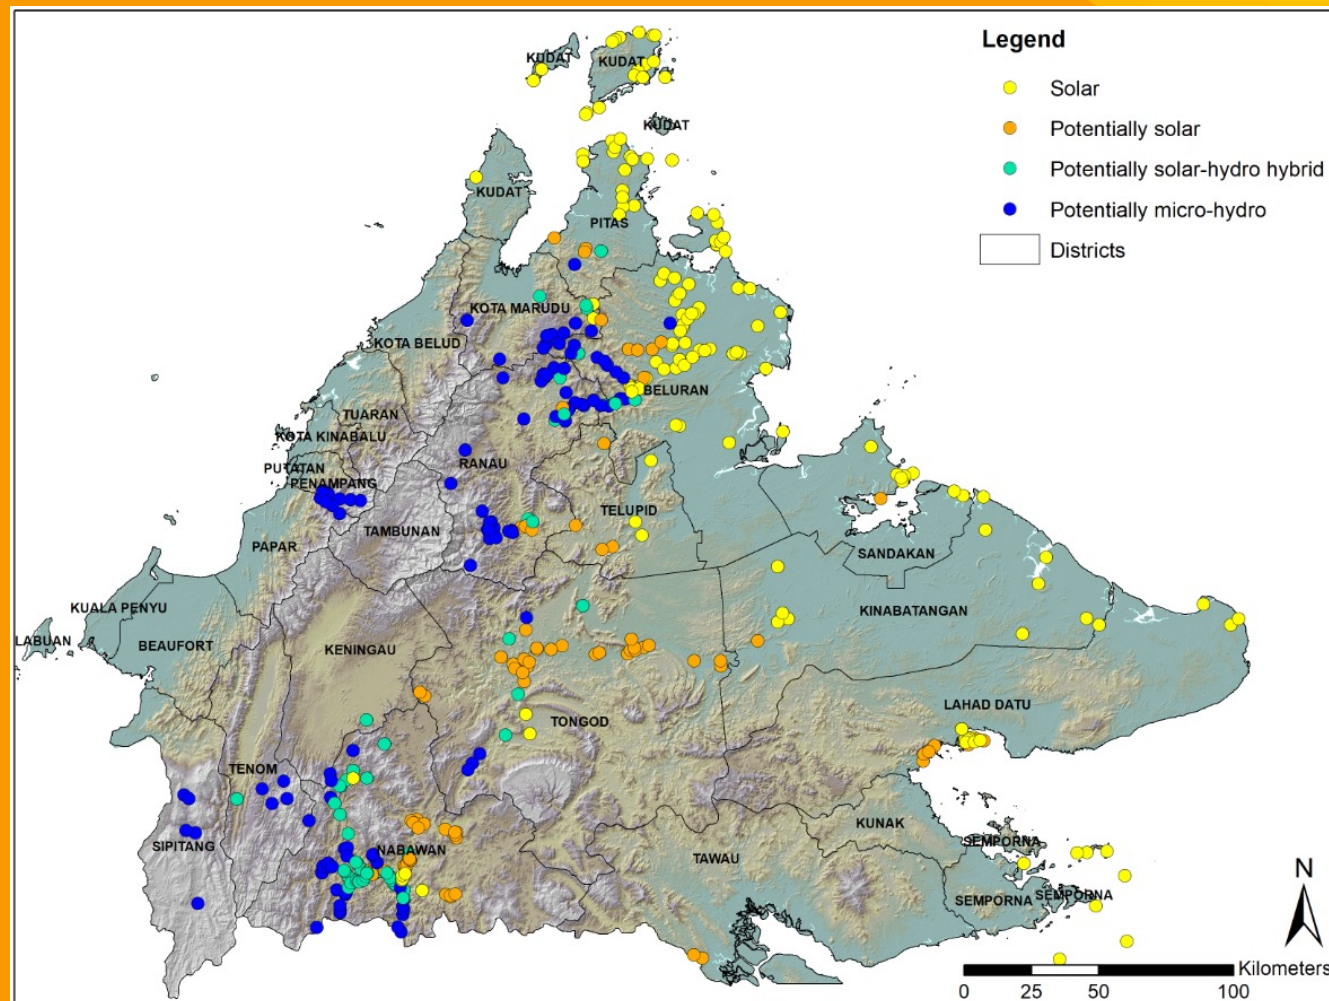 Legend
Solar
Potentially solar
Potentially solar-hydro hybrid
Potentially micro-hydro
Districts
KUDAT
KUDAT
KUDAT
KUDAT
PITAS
KOTA MARUDU
KOTA BELUD
BELURAN
TUARAN
KOTA KINABALU
RANAU
PUTATAN
PENAMPANG
TELUPID
TAMBUNAN
PAPAR
SANDAKAN
KUALA PENYU
KINABATANGAN
LABUAN
BEAUFORT
KENINGAU
LAHAD DATU
TONGOD
TENOM
KUNAK
SEMPORNA
SIPITANG
NABAWAN
TAWAU
SEMPORNA
SEMPORNA
N
Kilometers
0 25 50 100